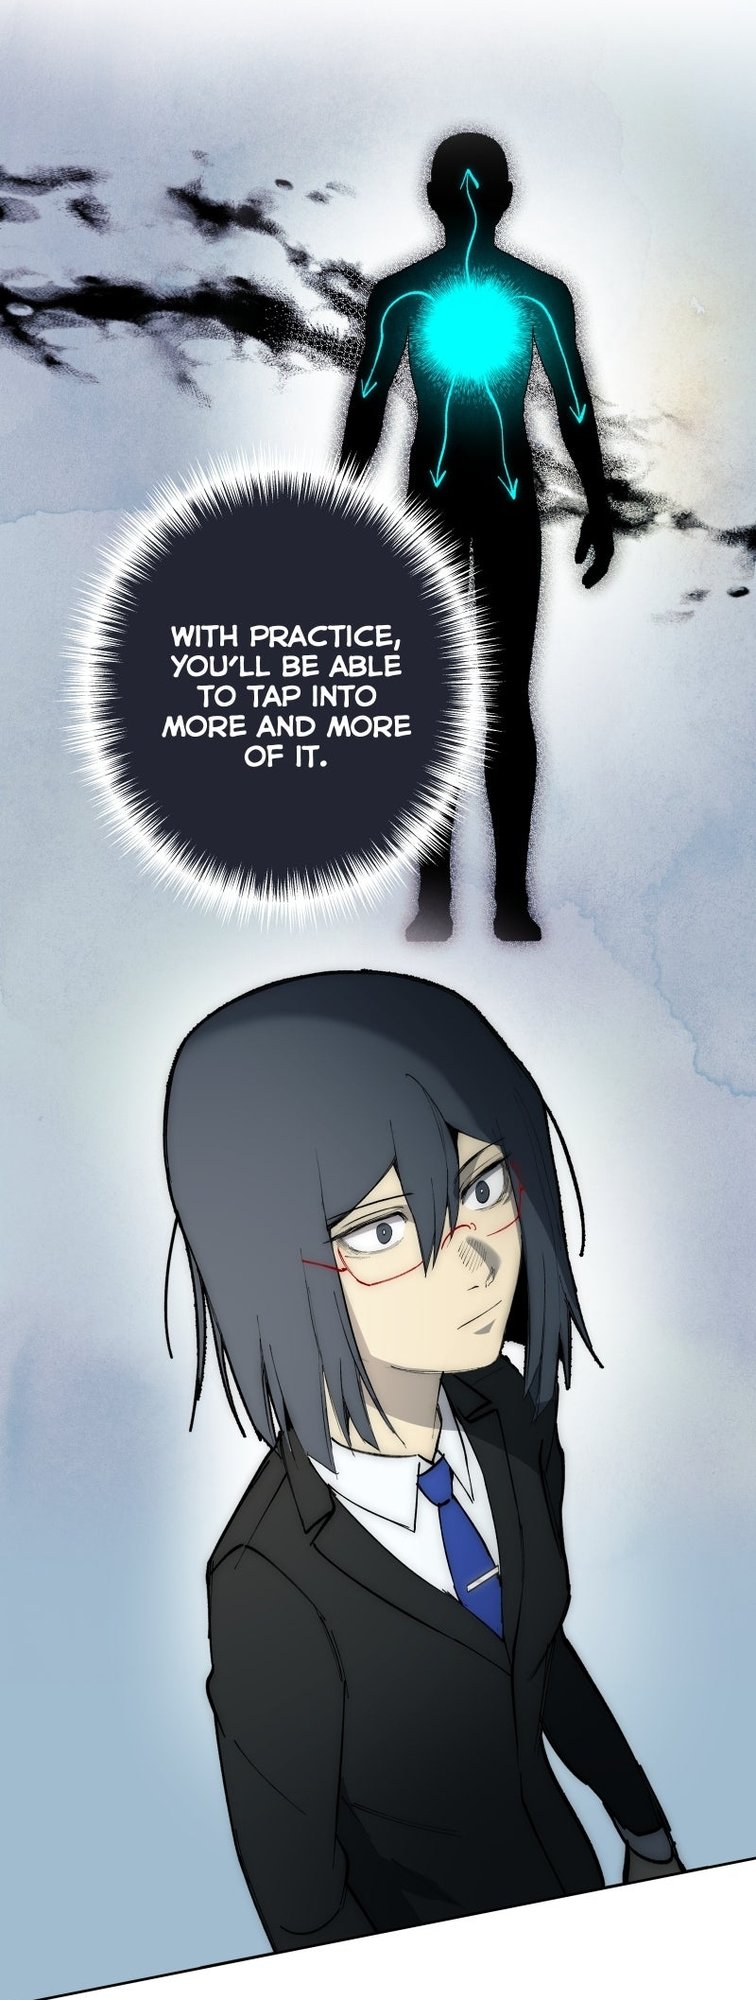 WITH PRACTICE,
YOU'LL BE ABLE
TO TAP INTO
MORE AND MORE
OF IT.